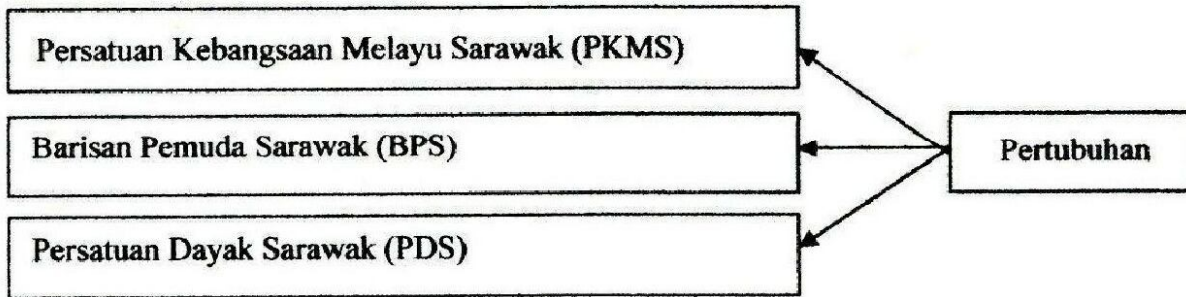 Persatuan Kebangsaan Melayu Sarawak (PKMS)
Barisan Pemuda Sarawak (BPS)
Pertubuhan
Persatuan Dayak Sarawak (PDS)